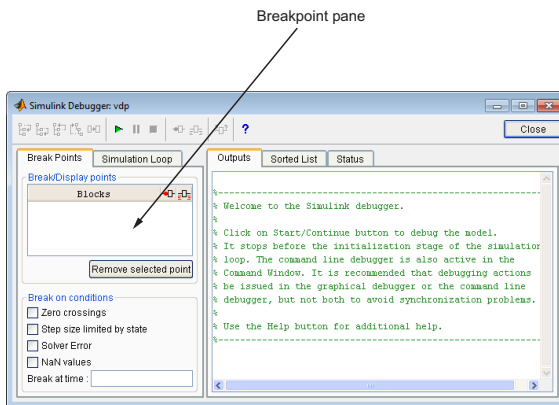 Breakpoint pane
Simulink Debugger: vdp
Close
Break Points
Simulation Loop
Break/Display points
Blocks
Remove selected point
Break on conditions
Zero crossings
Step size limited by state
Solver Error
NaN values
Break at time :
Outputs
Sorted List
Status
%----------------------------------------------------
% Welcome to the Simulink debugger.
%
% Click on Start/Continue button to debug the model.
% It stops before the initialization stage of the simulation
% loop. The command line debugger is also active in the
% Command Window. It is recommended that debugging actions
% be issued in the graphical debugger or the command line
% debugger, but not both to avoid synchronization problems.
%
% Use the Help button for additional help.
%----------------------------------------------------